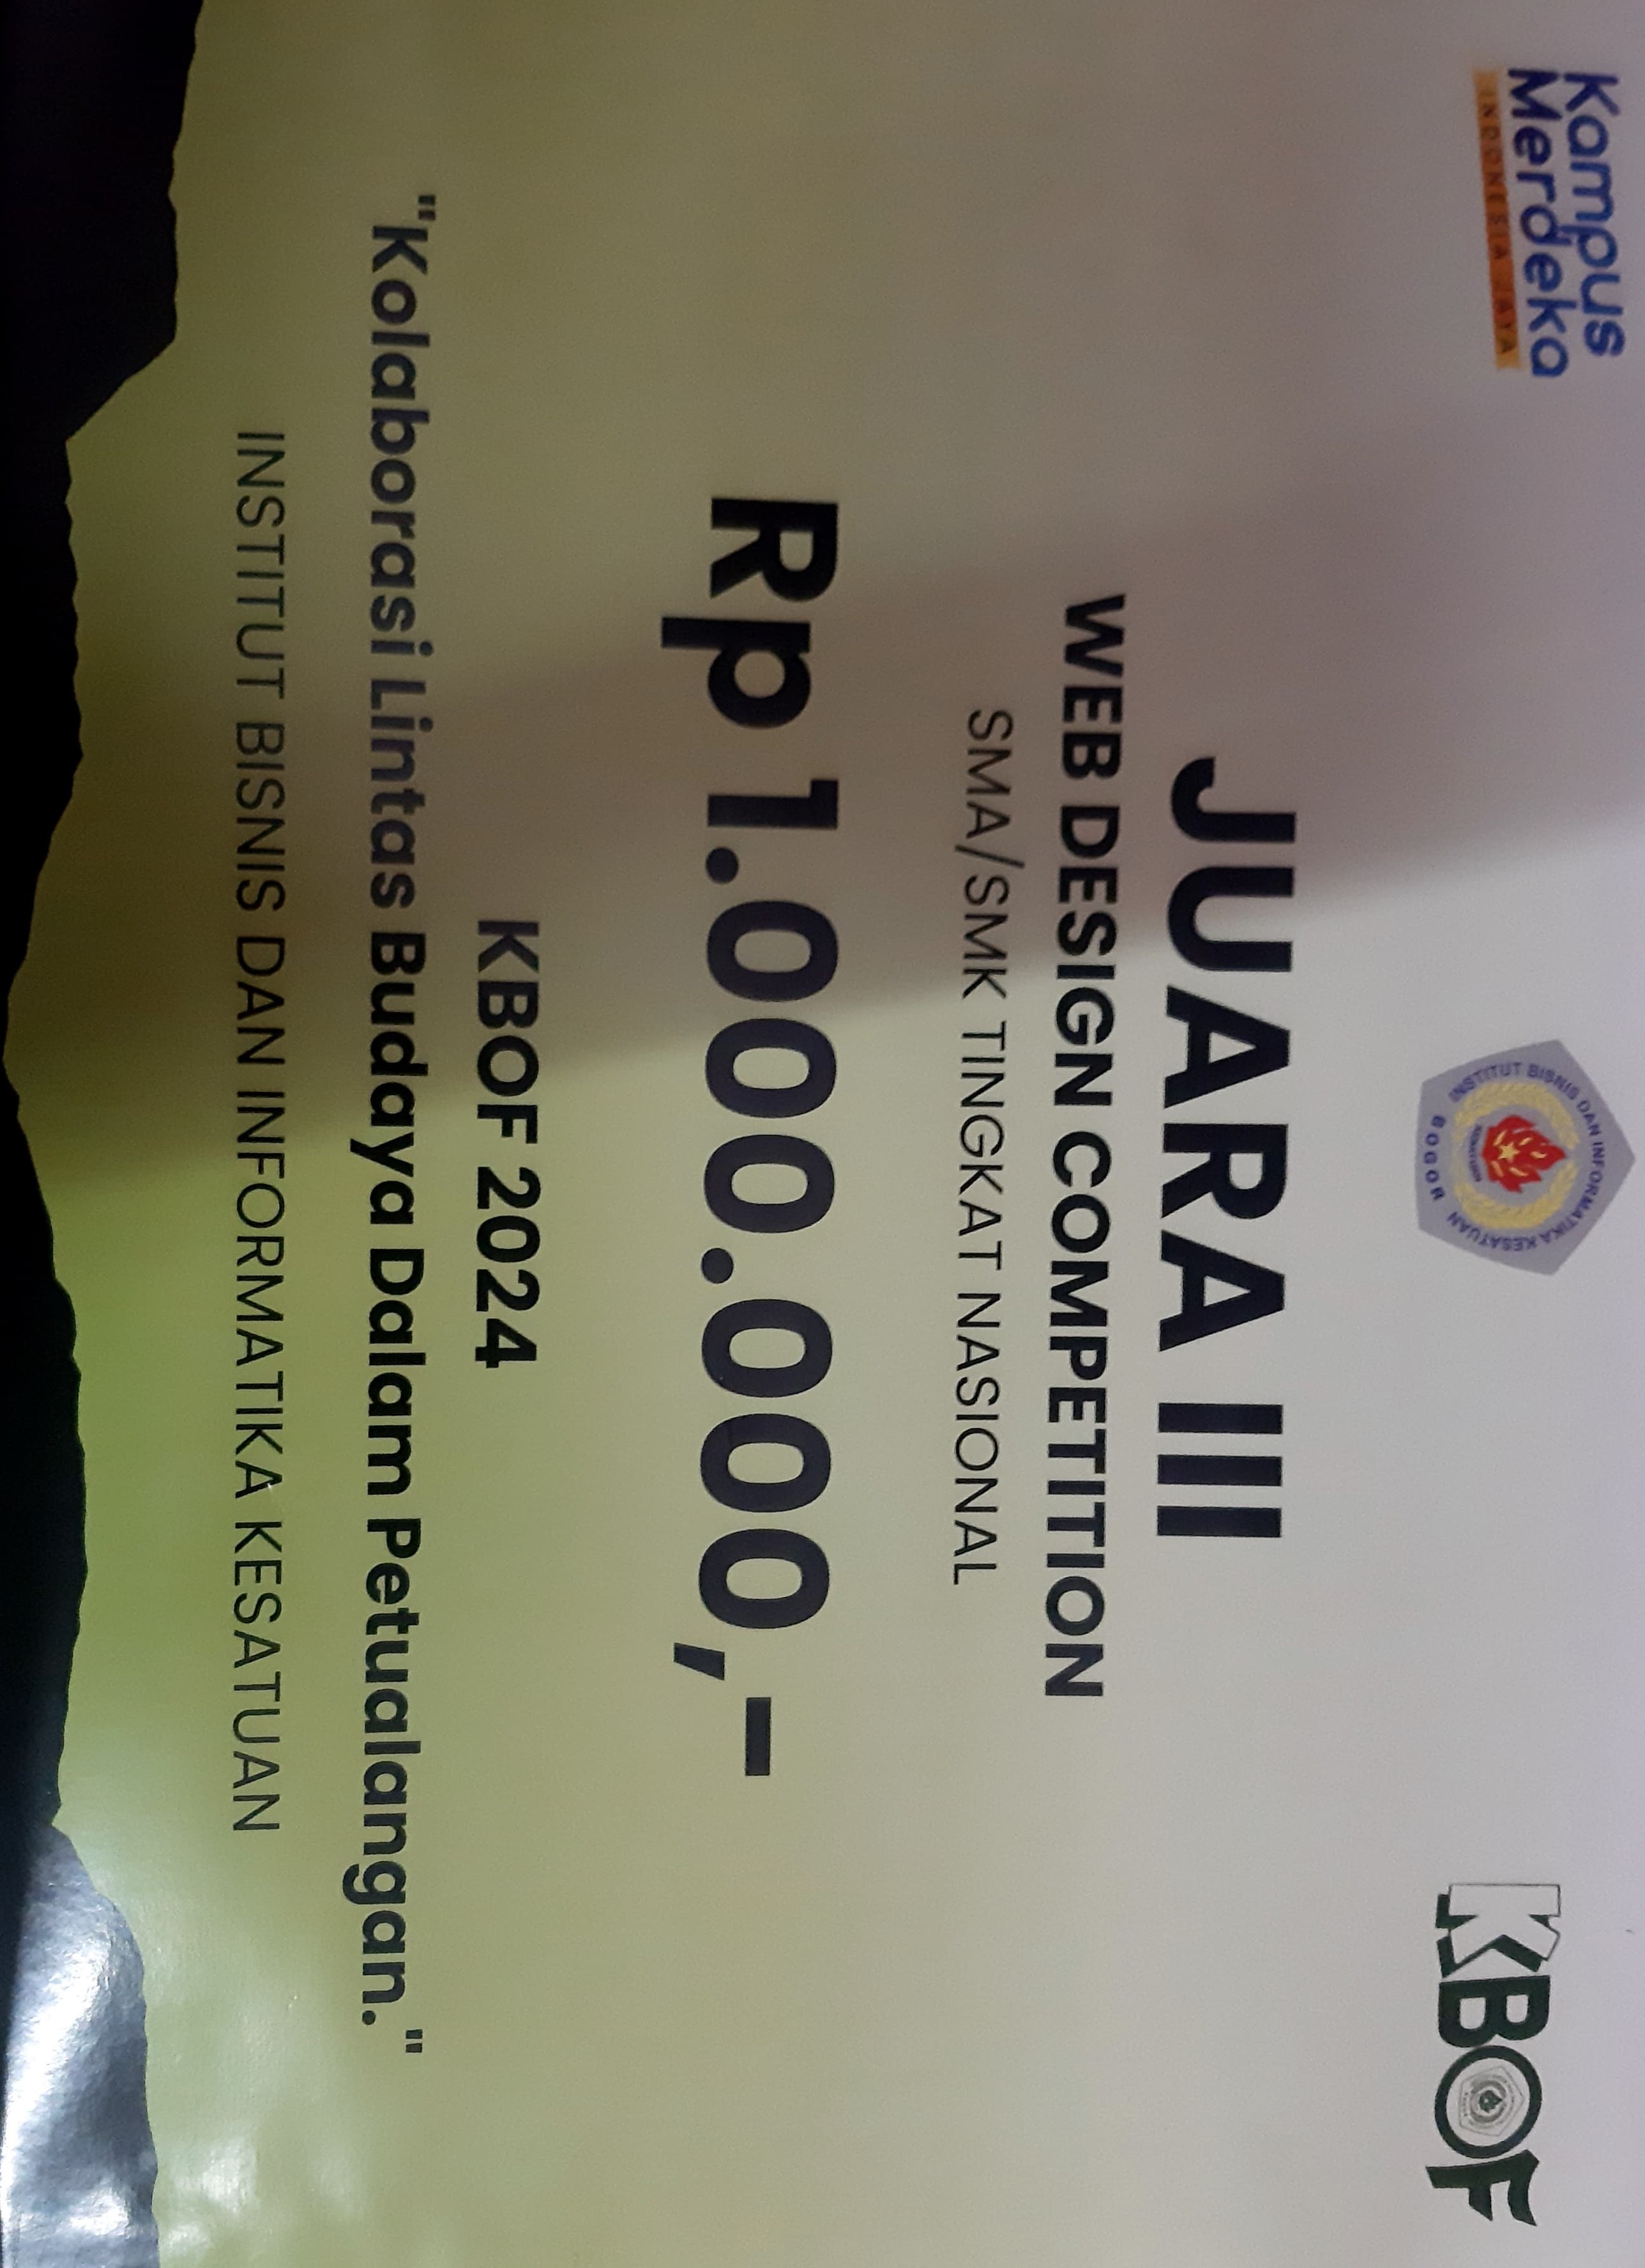 Kampus
Merdeka
INDONESIA JAYA
INSTITUT BISNIS DAN INFORMATIKA KESATUAN
KESATUAN
BOGOR
KBOF
JUARA III
WEB DESIGN COMPETITION
SMA/SMK TINGKAT NASIONAL
Rp 1.000.000,-
KBOF 2024
"Kolaborasi Lintas Budaya Dalam Petualangan."
INSTITUT BISNIS DAN INFORMATIKA KESATUAN